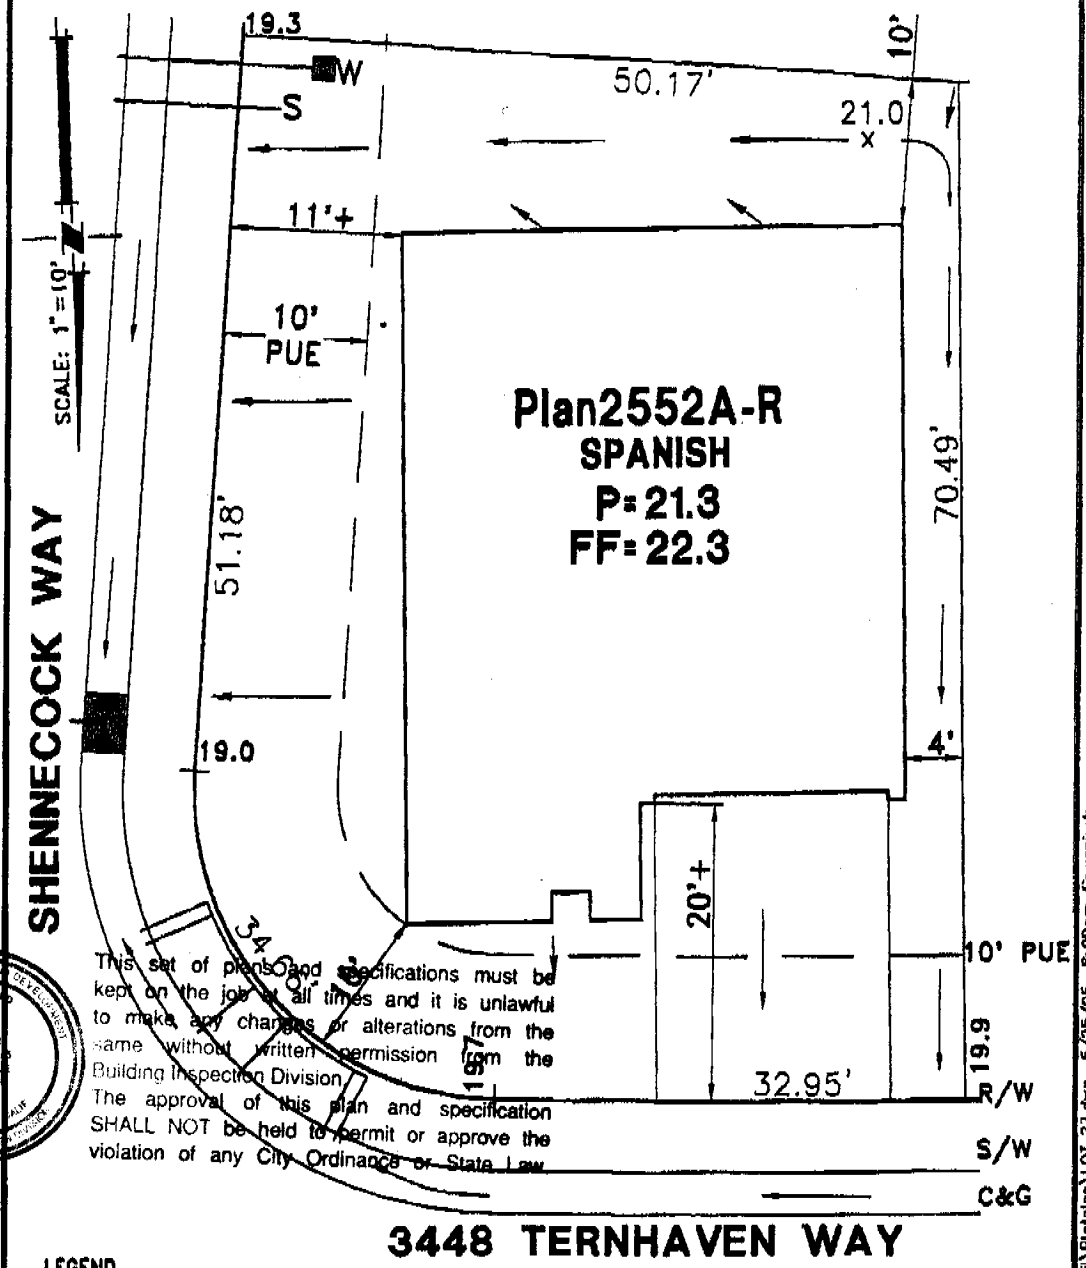 19.3
W
S
50.17'
10'
21.0
x
11'+
10'
PUE
SCALE: 1"=10'
Plan2552A-R
SPANISH
P=21.3
FF=22.3
70.49'
51.18'
SHENNECOCK WAY
19.0
4'
20'+
10' PUE
This set of plans and specifications must be
kept on the job at all times and it is unlawful
to make any changes or alterations from the
same without written permission from the
Building Inspection Division.
The approval of this plan and specification
SHALL NOT be held to permit or approve the
violation of any City Ordinance or State Law
DEVELOPMENT
19.7
19.9
32.95'
R/W
S/W
C&G
3448 TERNHAVEN WAY
LEGEND